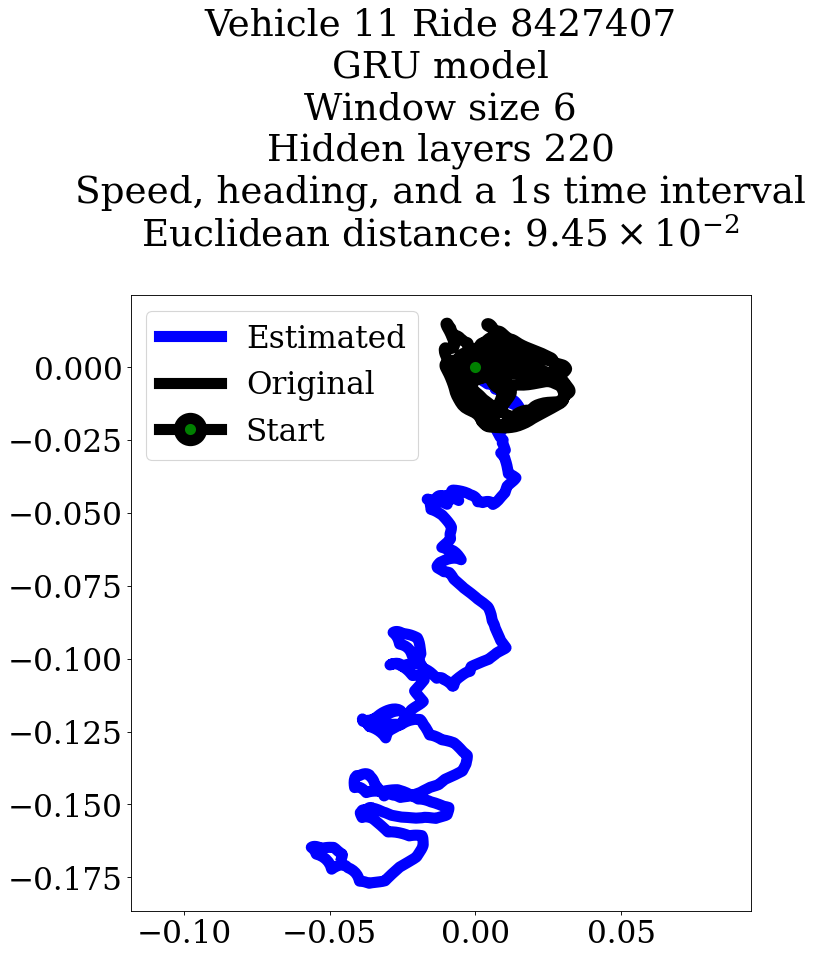 Vehicle 11 Ride 8427407
GRU model
Window size 6
Hidden layers 220
Speed, heading, and a 1s time interval
Euclidean distance: 9.45 × 10⁻²
Estimated
Original
Start
0.000
−0.025
−0.050
−0.075
−0.100
−0.125
−0.150
−0.175
−0.10 −0.05 0.00 0.05